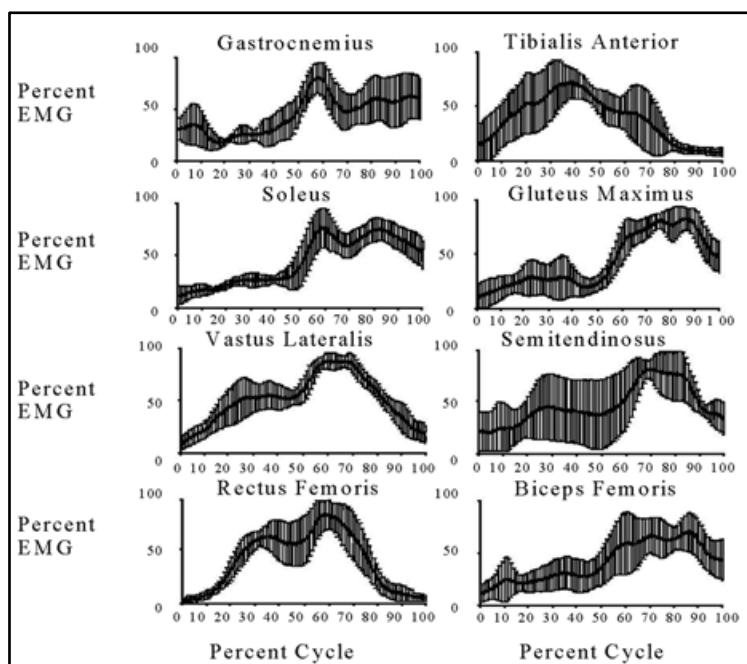 Gastrocnemius Tibialis Anterior
Percent EMG
100 50 0
0 10 20 30 40 50 60 70 80 90 100
100 50 0
0 10 20 30 40 50 60 70 80 90 100
Soleus Gluteus Maximus
Percent EMG
100 50 0
0 10 20 30 40 50 60 70 80 90 100
100 50 0
0 10 20 30 40 50 60 70 80 90 100
Vastus Lateralis Semitendinosus
Percent EMG
100 50 0
0 10 20 30 40 50 60 70 80 90 100
100 50 0
0 10 20 30 40 50 60 70 80 90 100
Rectus Femoris Biceps Femoris
Percent EMG
100 50 0
0 10 20 30 40 50 60 70 80 90 100
100 50 0
0 10 20 30 40 50 60 70 80 90 100
Percent Cycle Percent Cycle